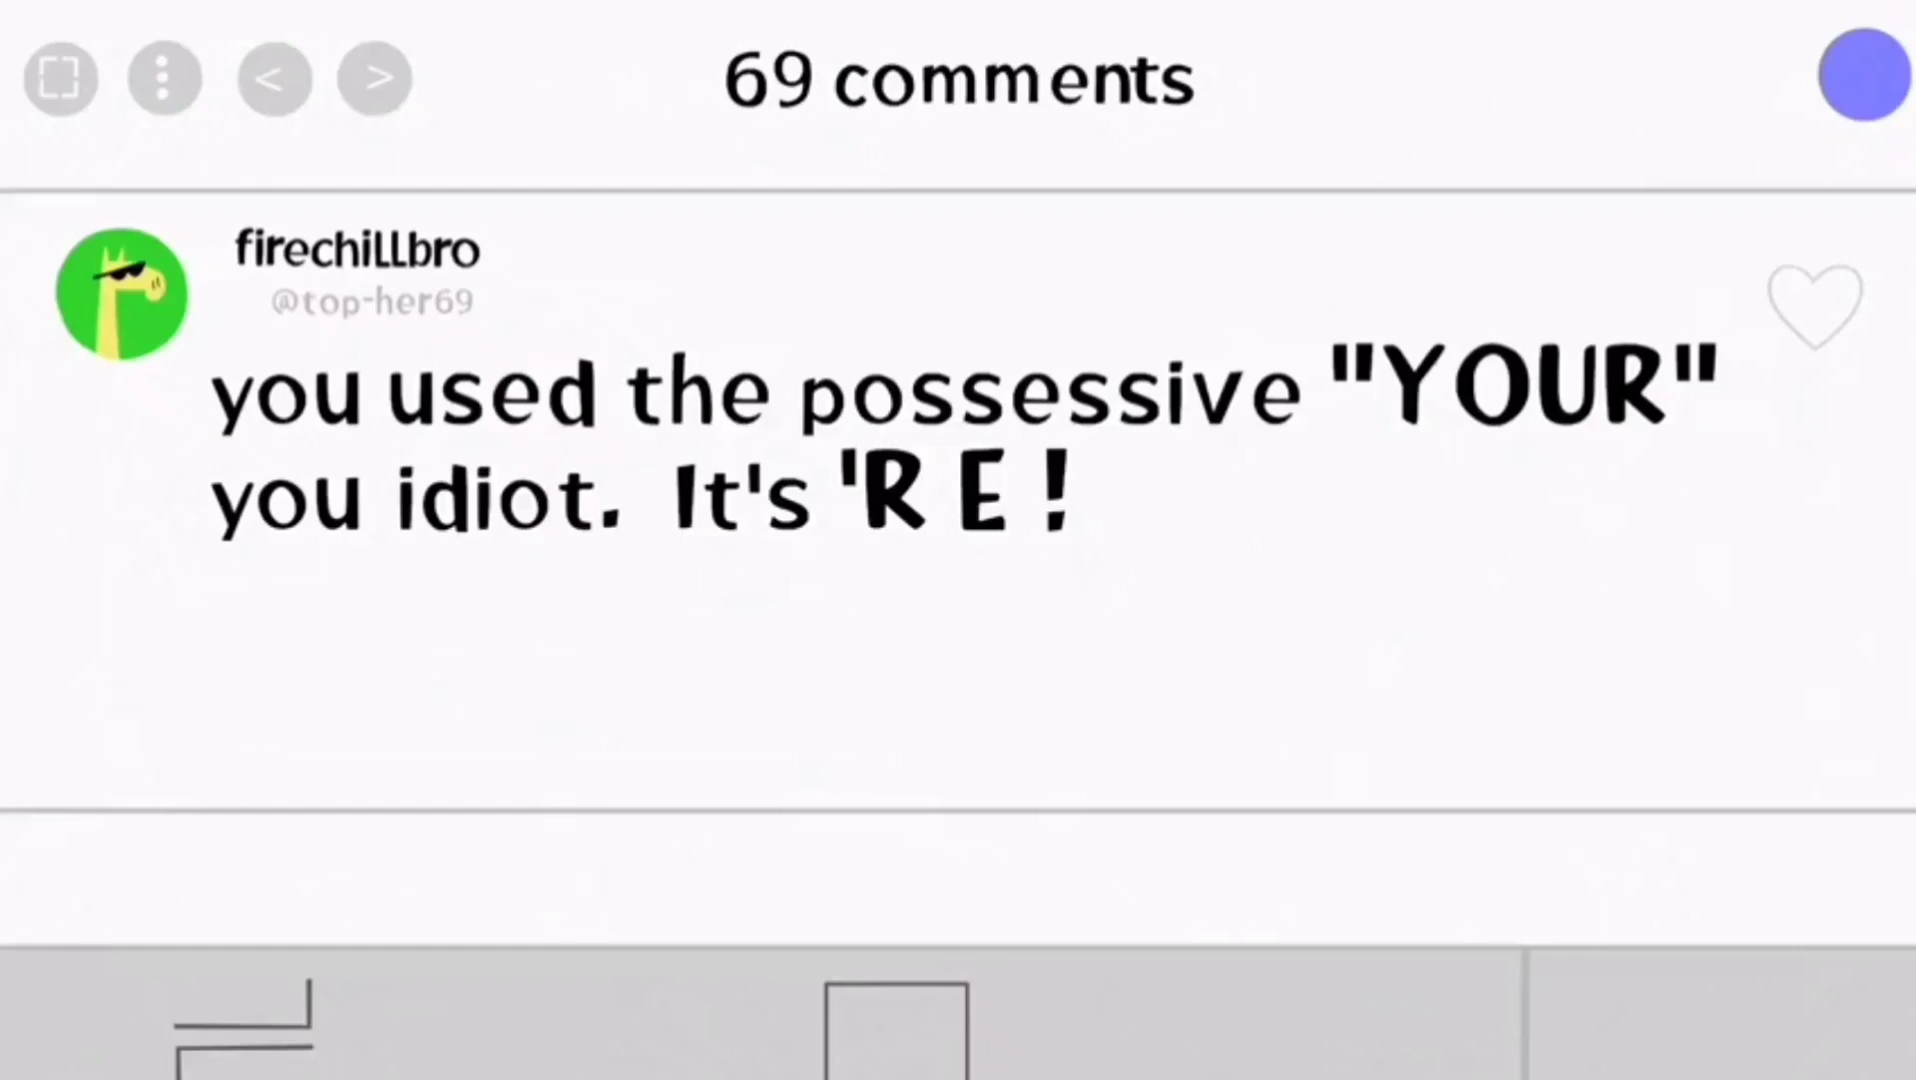 69 comments
firechillbro
@top-her69
you used the possessive "YOUR"
you idiot. It's 'R E !